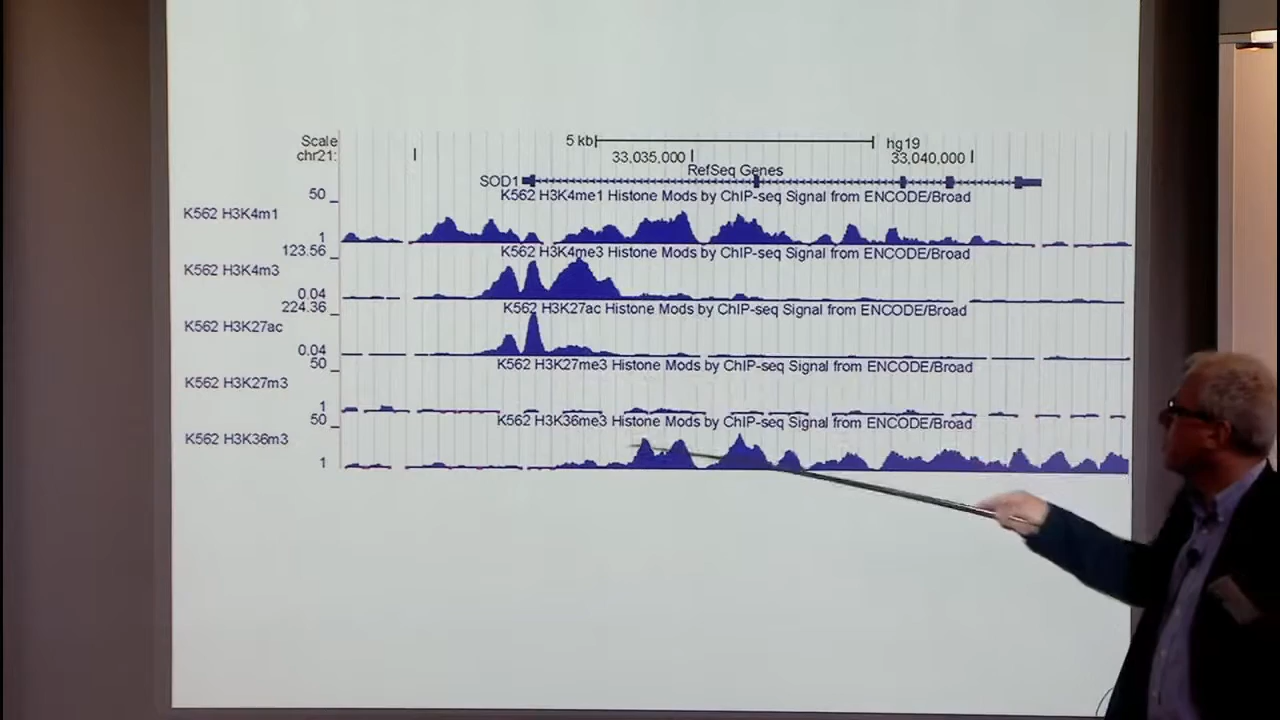 Scale 5 kb hg19
chr21: 33,035,000 33,040,000
RefSeq Genes
SOD1
50 K562 H3K4me1 Histone Mods by ChIP-seq Signal from ENCODE/Broad
K562 H3K4m1
1
123.56 K562 H3K4me3 Histone Mods by ChIP-seq Signal from ENCODE/Broad
K562 H3K4m3
0.04
224.36 K562 H3K27ac Histone Mods by ChIP-seq Signal from ENCODE/Broad
K562 H3K27ac
0.04
50 K562 H3K27me3 Histone Mods by ChIP-seq Signal from ENCODE/Broad
K562 H3K27m3
1
50 K562 H3K36me3 Histone Mods by ChIP-seq Signal from ENCODE/Broad
K562 H3K36m3
1